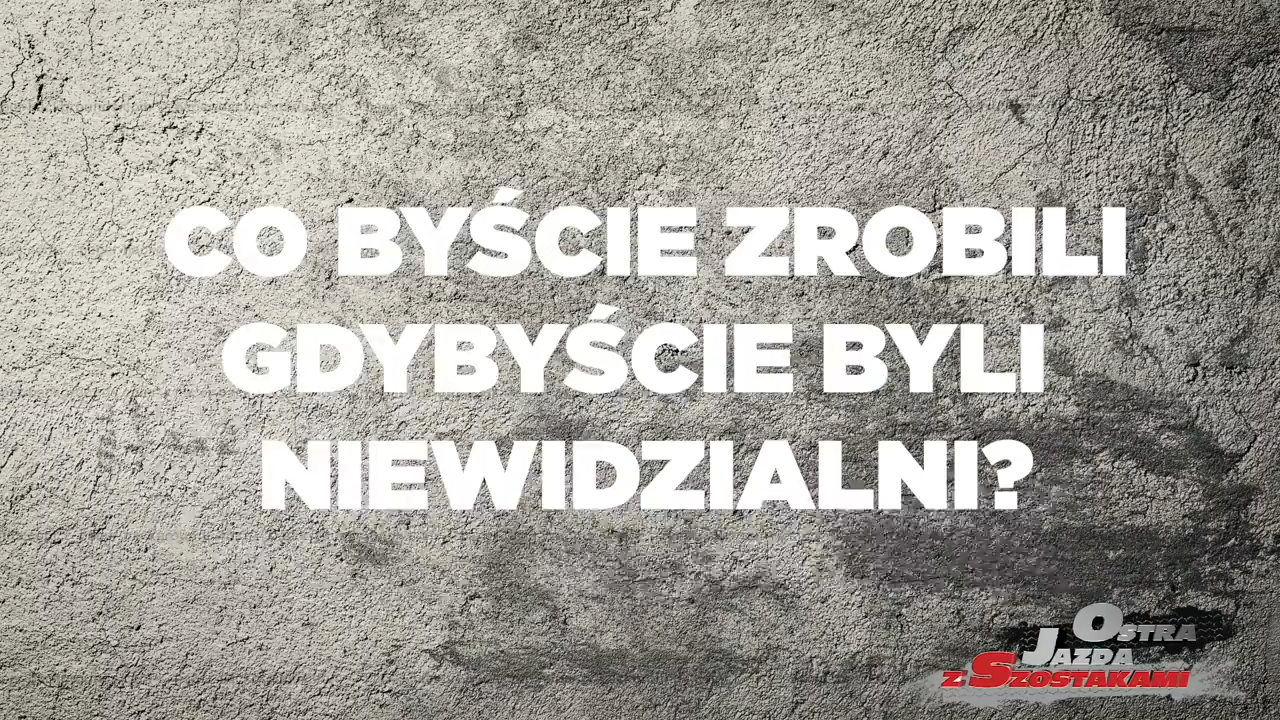 CO BYŚCIE ZROBILI
GDYBYŚCIE BYLI
NIEWIDZIALNI?
OSTRA
JAZDA
Z SZOSTAKAMI